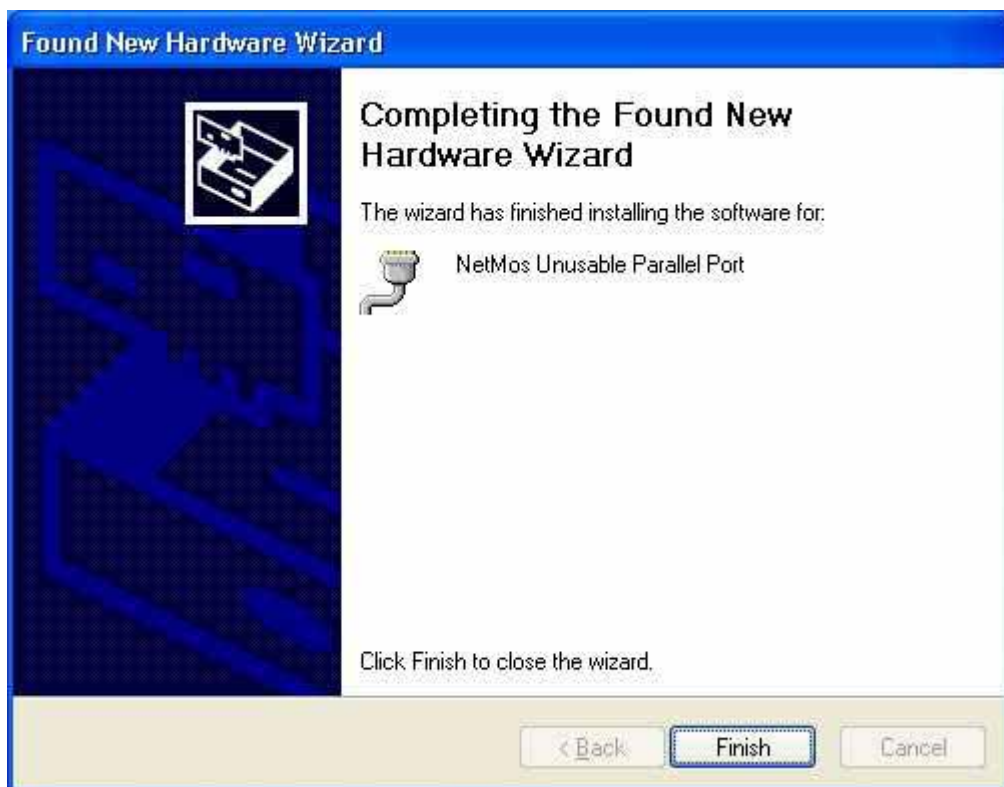 Found New Hardware Wizard
Completing the Found New
Hardware Wizard
The wizard has finished installing the software for:
NetMos Unusable Parallel Port
Click Finish to close the wizard.
< Back
Finish
Cancel